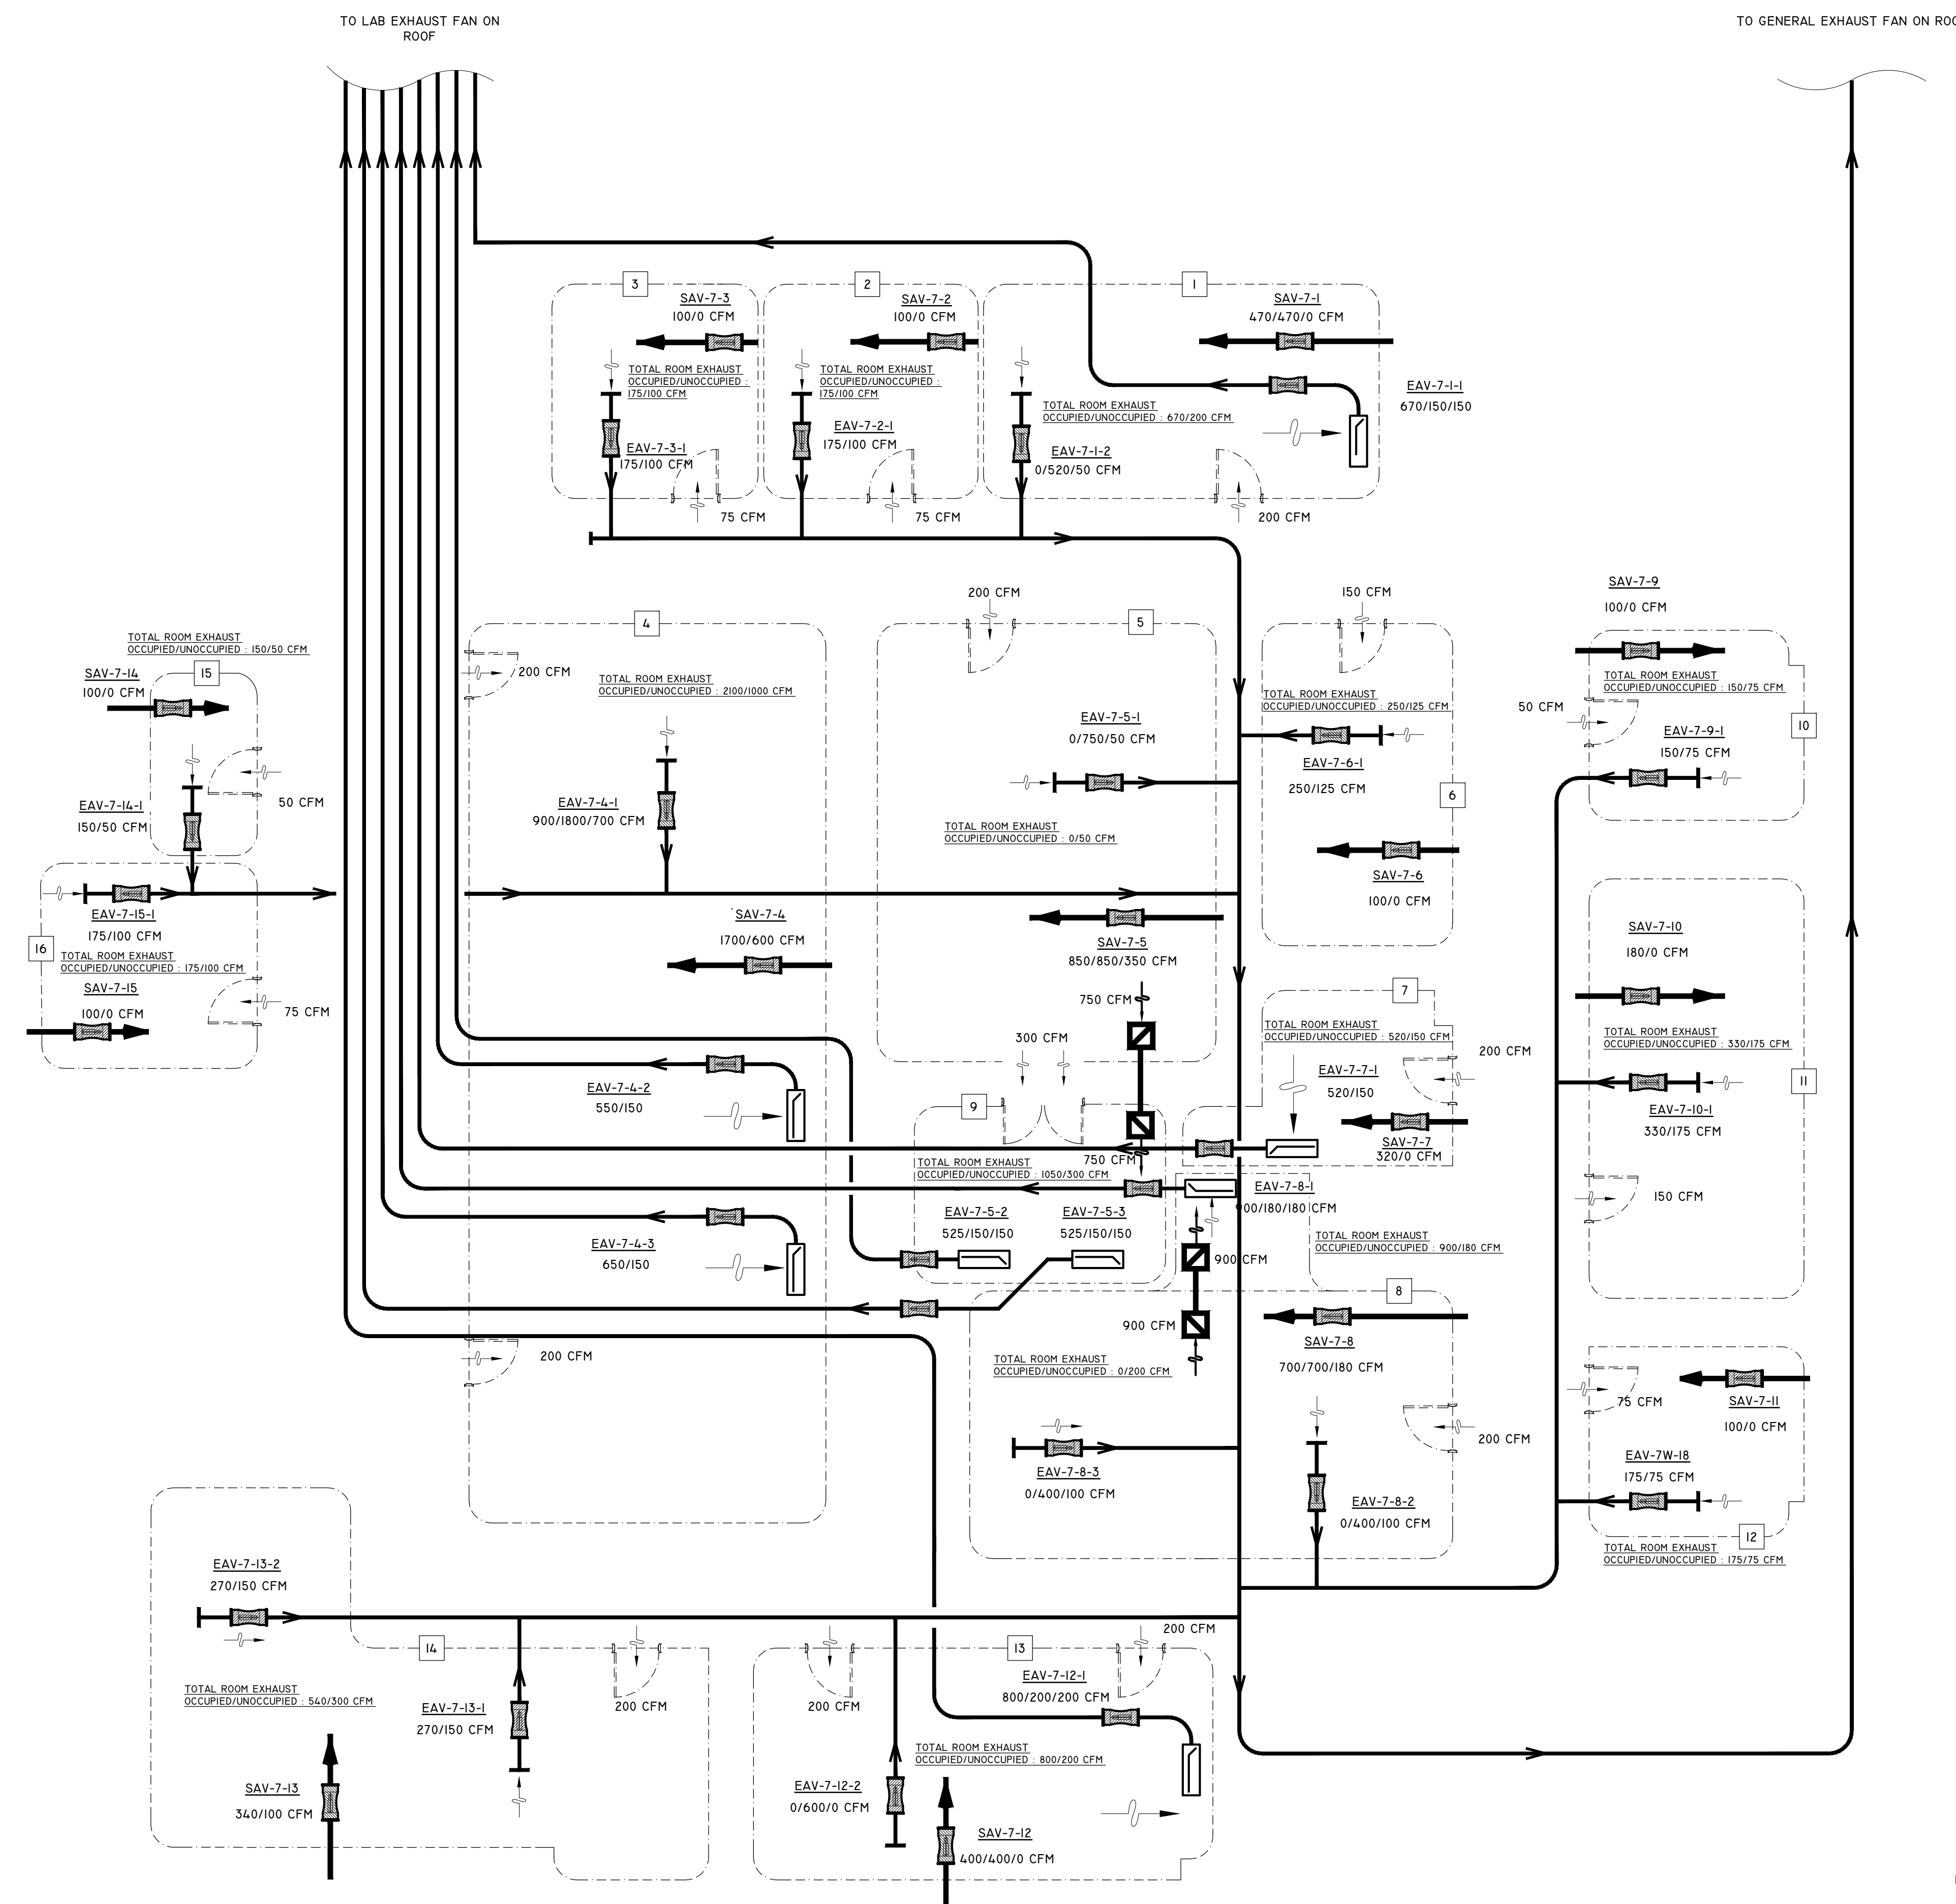 TO LAB EXHAUST FAN ON
ROOF
TO GENERAL EXHAUST FAN ON ROO
3
SAV-7-3
100/0 CFM
TOTAL ROOM EXHAUST
OCCUPIED/UNOCCUPIED :
175/100 CFM
EAV-7-3-1
175/100 CFM
75 CFM
2
SAV-7-2
100/0 CFM
TOTAL ROOM EXHAUST
OCCUPIED/UNOCCUPIED :
175/100 CFM
EAV-7-2-1
175/100 CFM
75 CFM
1
SAV-7-1
470/470/0 CFM
EAV-7-1-1
670/150/150
TOTAL ROOM EXHAUST
OCCUPIED/UNOCCUPIED : 670/200 CFM
EAV-7-1-2
0/520/50 CFM
200 CFM
TOTAL ROOM EXHAUST
OCCUPIED/UNOCCUPIED : 150/50 CFM
15
SAV-7-14
100/0 CFM
EAV-7-14-1
150/50 CFM
50 CFM
EAV-7-15-1
175/100 CFM
16
TOTAL ROOM EXHAUST
OCCUPIED/UNOCCUPIED : 175/100 CFM
SAV-7-15
100/0 CFM
75 CFM
4
200 CFM
TOTAL ROOM EXHAUST
OCCUPIED/UNOCCUPIED : 2100/1000 CFM
EAV-7-4-1
900/1800/700 CFM
SAV-7-4
1700/600 CFM
EAV-7-4-2
550/150
EAV-7-4-3
650/150
200 CFM
200 CFM
5
EAV-7-5-1
0/750/50 CFM
TOTAL ROOM EXHAUST
OCCUPIED/UNOCCUPIED : 0/50 CFM
SAV-7-5
850/850/350 CFM
750 CFM
300 CFM
150 CFM
TOTAL ROOM EXHAUST
OCCUPIED/UNOCCUPIED : 250/125 CFM
EAV-7-6-1
250/125 CFM
6
SAV-7-6
100/0 CFM
7
TOTAL ROOM EXHAUST
OCCUPIED/UNOCCUPIED : 520/150 CFM
200 CFM
EAV-7-7-1
520/150
SAV-7-7
320/0 CFM
9
750 CFM
TOTAL ROOM EXHAUST
OCCUPIED/UNOCCUPIED : 1050/300 CFM
EAV-7-5-2
525/150/150
EAV-7-5-3
525/150/150
EAV-7-8-1
900/180/180 CFM
TOTAL ROOM EXHAUST
OCCUPIED/UNOCCUPIED : 900/180 CFM
900 CFM
8
900 CFM
SAV-7-8
700/700/180 CFM
TOTAL ROOM EXHAUST
OCCUPIED/UNOCCUPIED : 0/200 CFM
200 CFM
EAV-7-8-3
0/400/100 CFM
EAV-7-8-2
0/400/100 CFM
SAV-7-9
100/0 CFM
TOTAL ROOM EXHAUST
OCCUPIED/UNOCCUPIED : 150/75 CFM
50 CFM
10
EAV-7-9-1
150/75 CFM
SAV-7-10
180/0 CFM
TOTAL ROOM EXHAUST
OCCUPIED/UNOCCUPIED : 330/175 CFM
11
EAV-7-10-1
330/175 CFM
150 CFM
75 CFM
SAV-7-11
100/0 CFM
EAV-7W-18
175/75 CFM
12
TOTAL ROOM EXHAUST
OCCUPIED/UNOCCUPIED : 175/75 CFM
EAV-7-13-2
270/150 CFM
14
TOTAL ROOM EXHAUST
OCCUPIED/UNOCCUPIED : 540/300 CFM
EAV-7-13-1
270/150 CFM
200 CFM
SAV-7-13
340/100 CFM
13
200 CFM
200 CFM
EAV-7-12-1
800/200/200 CFM
TOTAL ROOM EXHAUST
OCCUPIED/UNOCCUPIED : 800/200 CFM
EAV-7-12-2
0/600/0 CFM
SAV-7-12
400/400/0 CFM